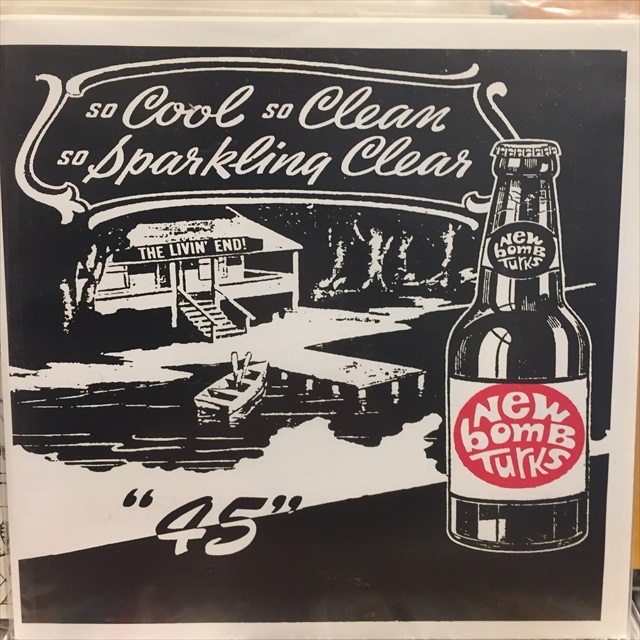 so Cool so Clean
so Sparkling Clear
THE LIVIN' END!
New
bomb
Turks
New
bomb
Turks
"45"